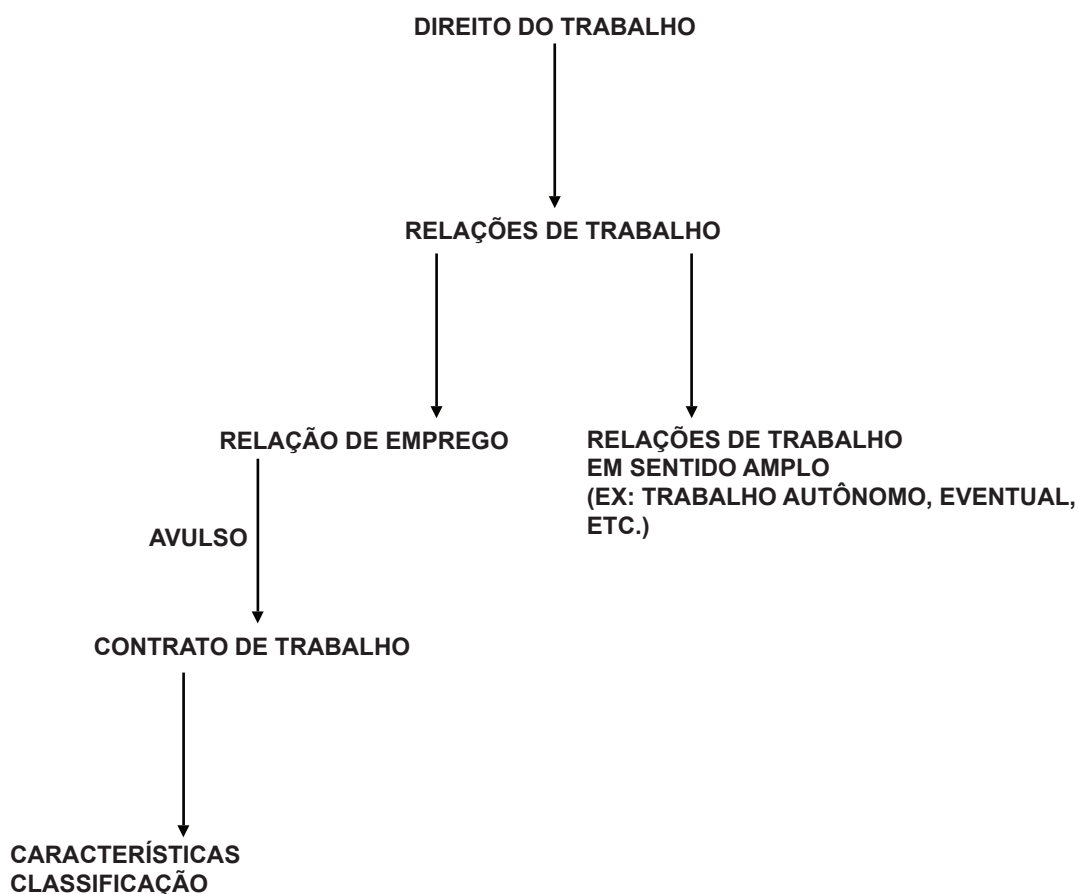 DIREITO DO TRABALHO
RELAÇÕES DE TRABALHO
RELAÇÃO DE EMPREGO
RELAÇÕES DE TRABALHO
EM SENTIDO AMPLO
(EX: TRABALHO AUTÔNOMO, EVENTUAL,
ETC.)
AVULSO
CONTRATO DE TRABALHO
CARACTERÍSTICAS
CLASSIFICAÇÃO